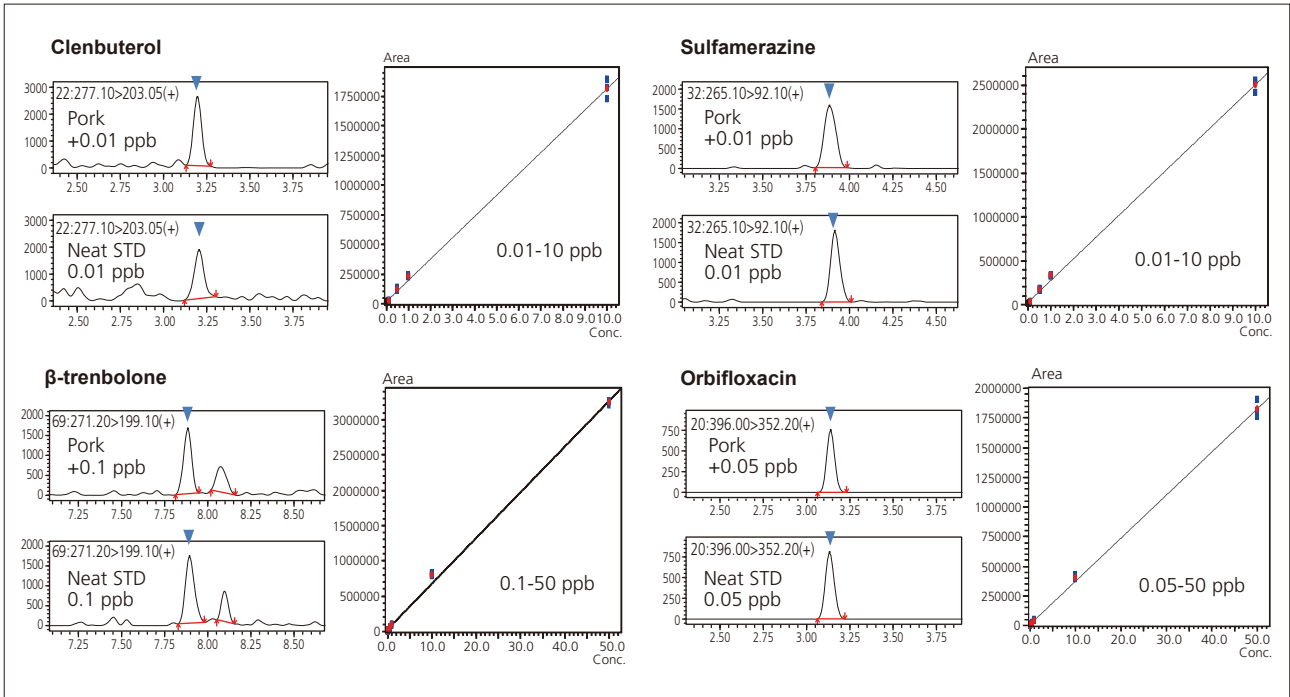 Clenbuterol
22:277.10>203.05(+)
Pork
+0.01 ppb
3000
2000
1000
0
2.50 2.75 3.00 3.25 3.50 3.75
22:277.10>203.05(+)
Neat STD
0.01 ppb
3000
2000
1000
0
2.50 2.75 3.00 3.25 3.50 3.75
Area
1750000
1500000
1250000
1000000
750000
500000
250000
0
0.01-10 ppb
0.0 1.0 2.0 3.0 4.0 5.0 6.0 7.0 8.0 9.0 10.0
Conc.
Sulfamerazine
32:265.10>92.10(+)
Pork
+0.01 ppb
2000
1500
1000
500
0
3.25 3.50 3.75 4.00 4.25 4.50
32:265.10>92.10(+)
Neat STD
0.01 ppb
2000
1500
1000
500
0
3.25 3.50 3.75 4.00 4.25 4.50
Area
2500000
2000000
1500000
1000000
500000
0
0.01-10 ppb
0.0 1.0 2.0 3.0 4.0 5.0 6.0 7.0 8.0 9.0 10.0
Conc.
β-trenbolone
69:271.20>199.10(+)
Pork
+0.1 ppb
2000
1500
1000
500
0
7.25 7.50 7.75 8.00 8.25 8.50
69:271.20>199.10(+)
Neat STD
0.1 ppb
2000
1500
1000
500
0
7.25 7.50 7.75 8.00 8.25 8.50
Area
3000000
2500000
2000000
1500000
1000000
500000
0
0.1-50 ppb
0.0 10.0 20.0 30.0 40.0 50.0
Conc.
Orbifloxacin
20:396.00>352.20(+)
Pork
+0.05 ppb
750
500
250
0
2.50 2.75 3.00 3.25 3.50 3.75
20:396.00>352.20(+)
Neat STD
0.05 ppb
750
500
250
0
2.50 2.75 3.00 3.25 3.50 3.75
Area
2000000
1750000
1500000
1250000
1000000
750000
500000
250000
0
0.05-50 ppb
0.0 10.0 20.0 30.0 40.0 50.0
Conc.